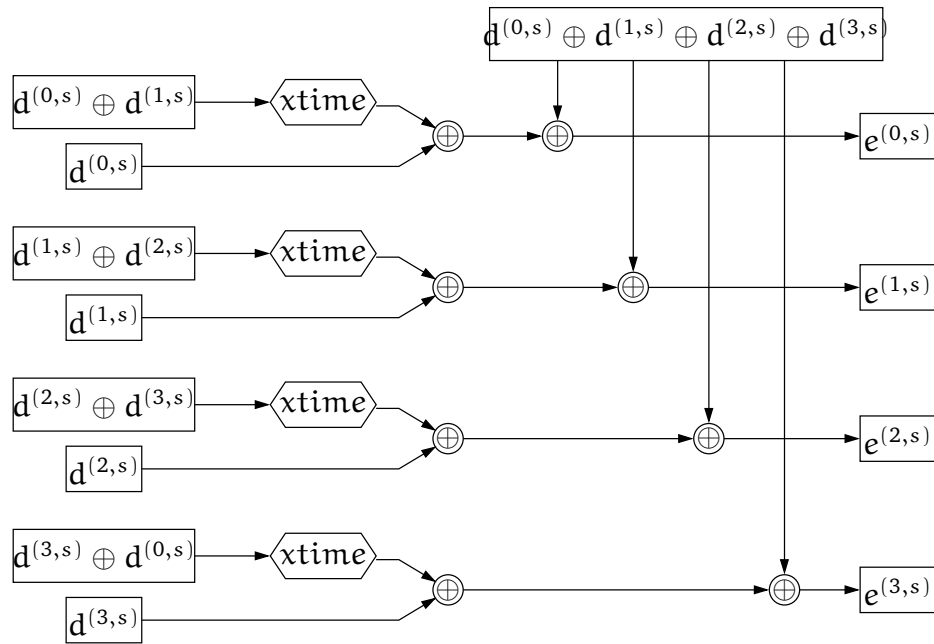 d^(0,s) ⊕ d^(1,s) ⊕ d^(2,s) ⊕ d^(3,s)
d^(0,s) ⊕ d^(1,s)
xtime
d^(0,s)
⊕
⊕
e^(0,s)
d^(1,s) ⊕ d^(2,s)
xtime
d^(1,s)
⊕
⊕
e^(1,s)
d^(2,s) ⊕ d^(3,s)
xtime
d^(2,s)
⊕
⊕
e^(2,s)
d^(3,s) ⊕ d^(0,s)
xtime
d^(3,s)
⊕
⊕
e^(3,s)